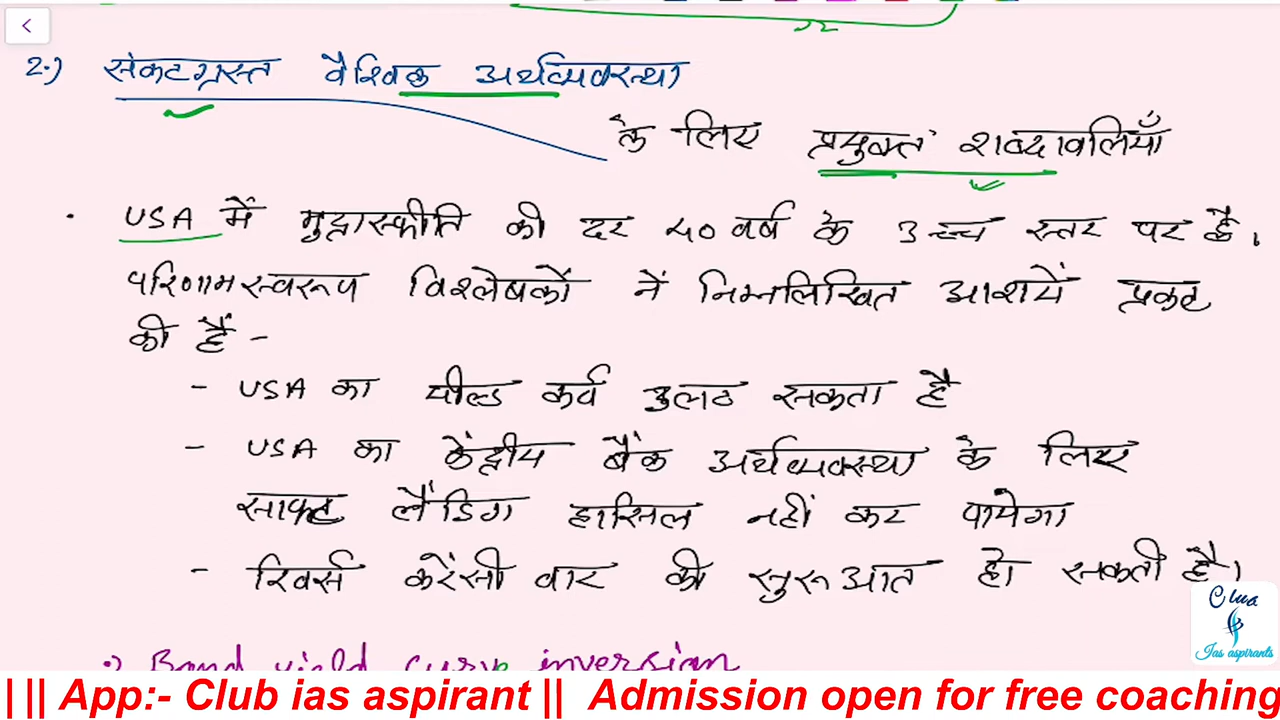 2.) संकटग्रस्त वैश्विक अर्थव्यवस्था
के लिए प्रयुक्त शब्दावलियाँ
· USA में मुद्रास्फीति की दर 40 वर्ष के उच्च स्तर पर है।
परिणामस्वरूप विश्लेषकों नें निम्नलिखित आशयें प्रकट
की हैं -
- USA का यील्ड कर्व उलट सकता है
- USA का केंद्रीय बैंक अर्थव्यवस्था के लिए
साफ्ट लैंडिंग हासिल नहीं कर पायेगा
- रिवर्स करेंसी वार की सुरूआत हो सकती है।
Bond yield curve inversian
Club
Ias aspirants
| || App:- Club ias aspirant || Admission open for free coaching